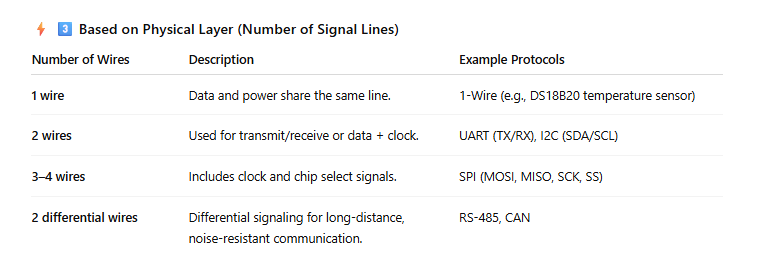 ⚡ 3️⃣ Based on Physical Layer (Number of Signal Lines)
Number of Wires Description Example Protocols
1 wire Data and power share the same line. 1-Wire (e.g., DS18B20 temperature sensor)
2 wires Used for transmit/receive or data + clock. UART (TX/RX), I2C (SDA/SCL)
3–4 wires Includes clock and chip select signals. SPI (MOSI, MISO, SCK, SS)
2 differential wires Differential signaling for long-distance, RS-485, CAN
noise-resistant communication.